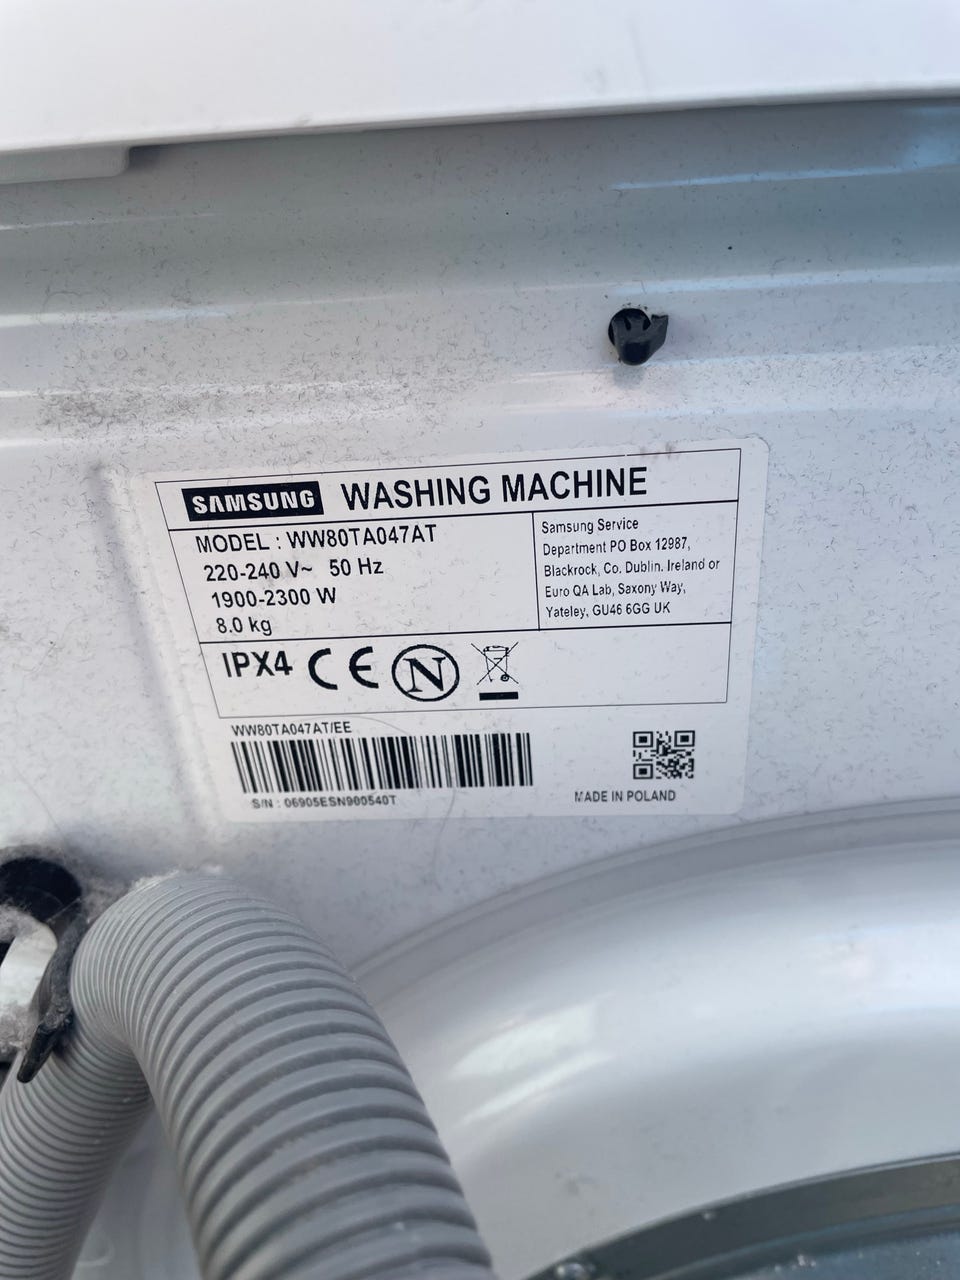 SAMSUNG WASHING MACHINE
MODEL : WW80TA047AT
220-240 V~ 50 Hz
1900-2300 W
8.0 kg
Samsung Service
Department PO Box 12987,
Blackrock, Co. Dublin. Ireland or
Euro QA Lab, Saxony Way,
Yateley, GU46 6GG UK
IPX4 CE N
WW80TA047AT/EE
S/N : 06905ESN900540T
MADE IN POLAND